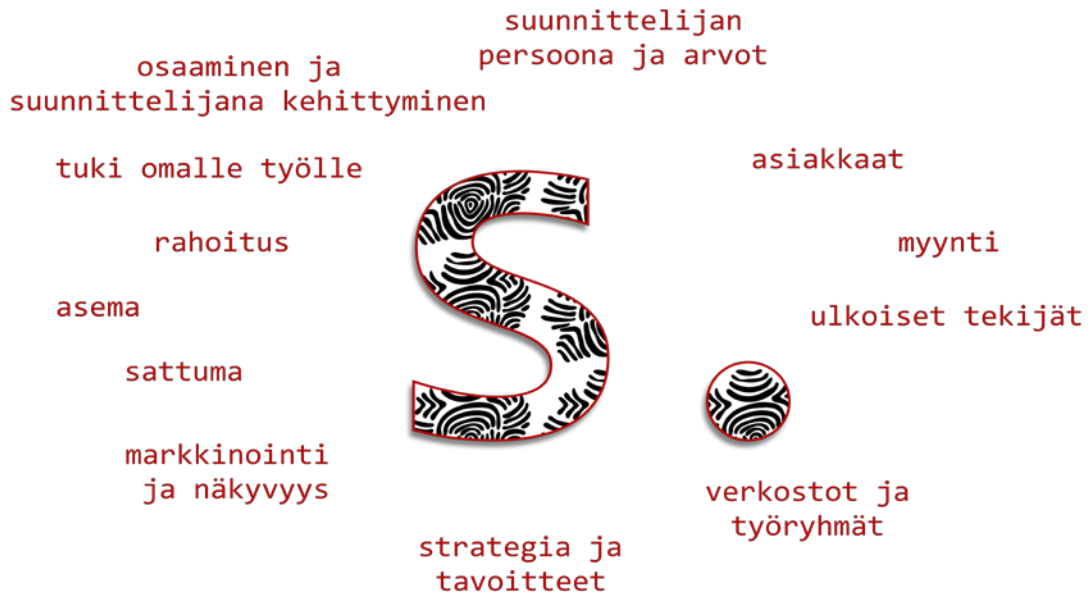 suunnittelijan
persoona ja arvot
osaaminen ja
suunnittelijana kehittyminen
tuki omalle työlle
asiakkaat
rahoitus
myynti
asema
ulkoiset tekijät
sattuma
markkinointi
ja näkyvyys
verkostot ja
työryhmät
strategia ja
tavoitteet
S.